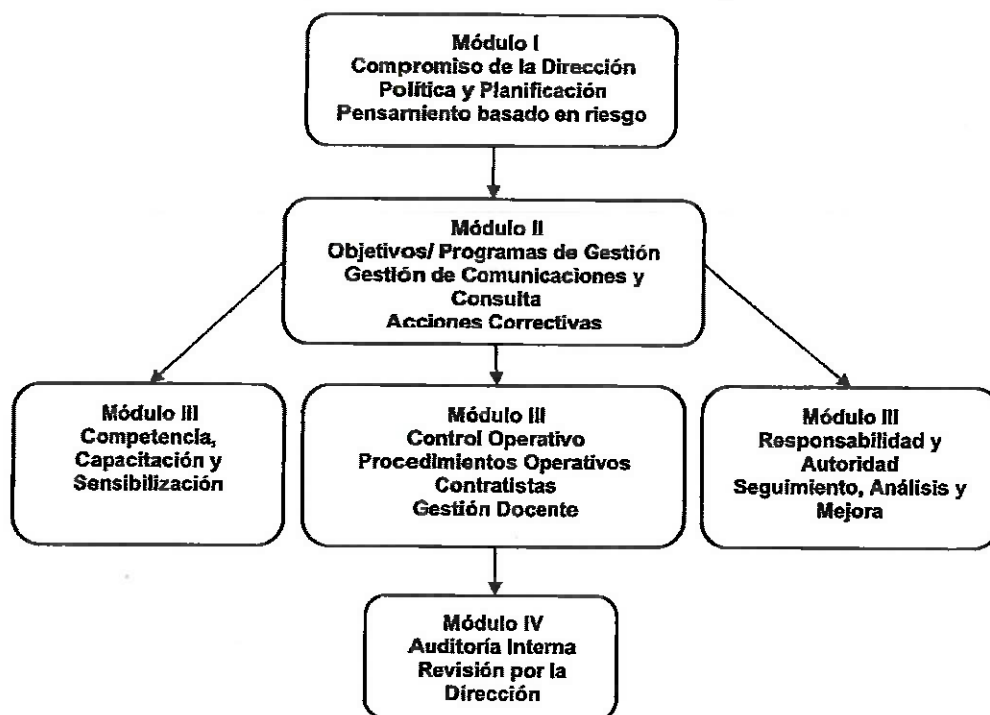 Módulo I
Compromiso de la Dirección
Política y Planificación
Pensamiento basado en riesgo
Módulo II
Objetivos/ Programas de Gestión
Gestión de Comunicaciones y
Consulta
Acciones Correctivas
Módulo III
Competencia,
Capacitación y
Sensibilización
Módulo III
Control Operativo
Procedimientos Operativos
Contratistas
Gestión Docente
Módulo III
Responsabilidad y
Autoridad
Seguimiento, Análisis y
Mejora
Módulo IV
Auditoría Interna
Revisión por la
Dirección